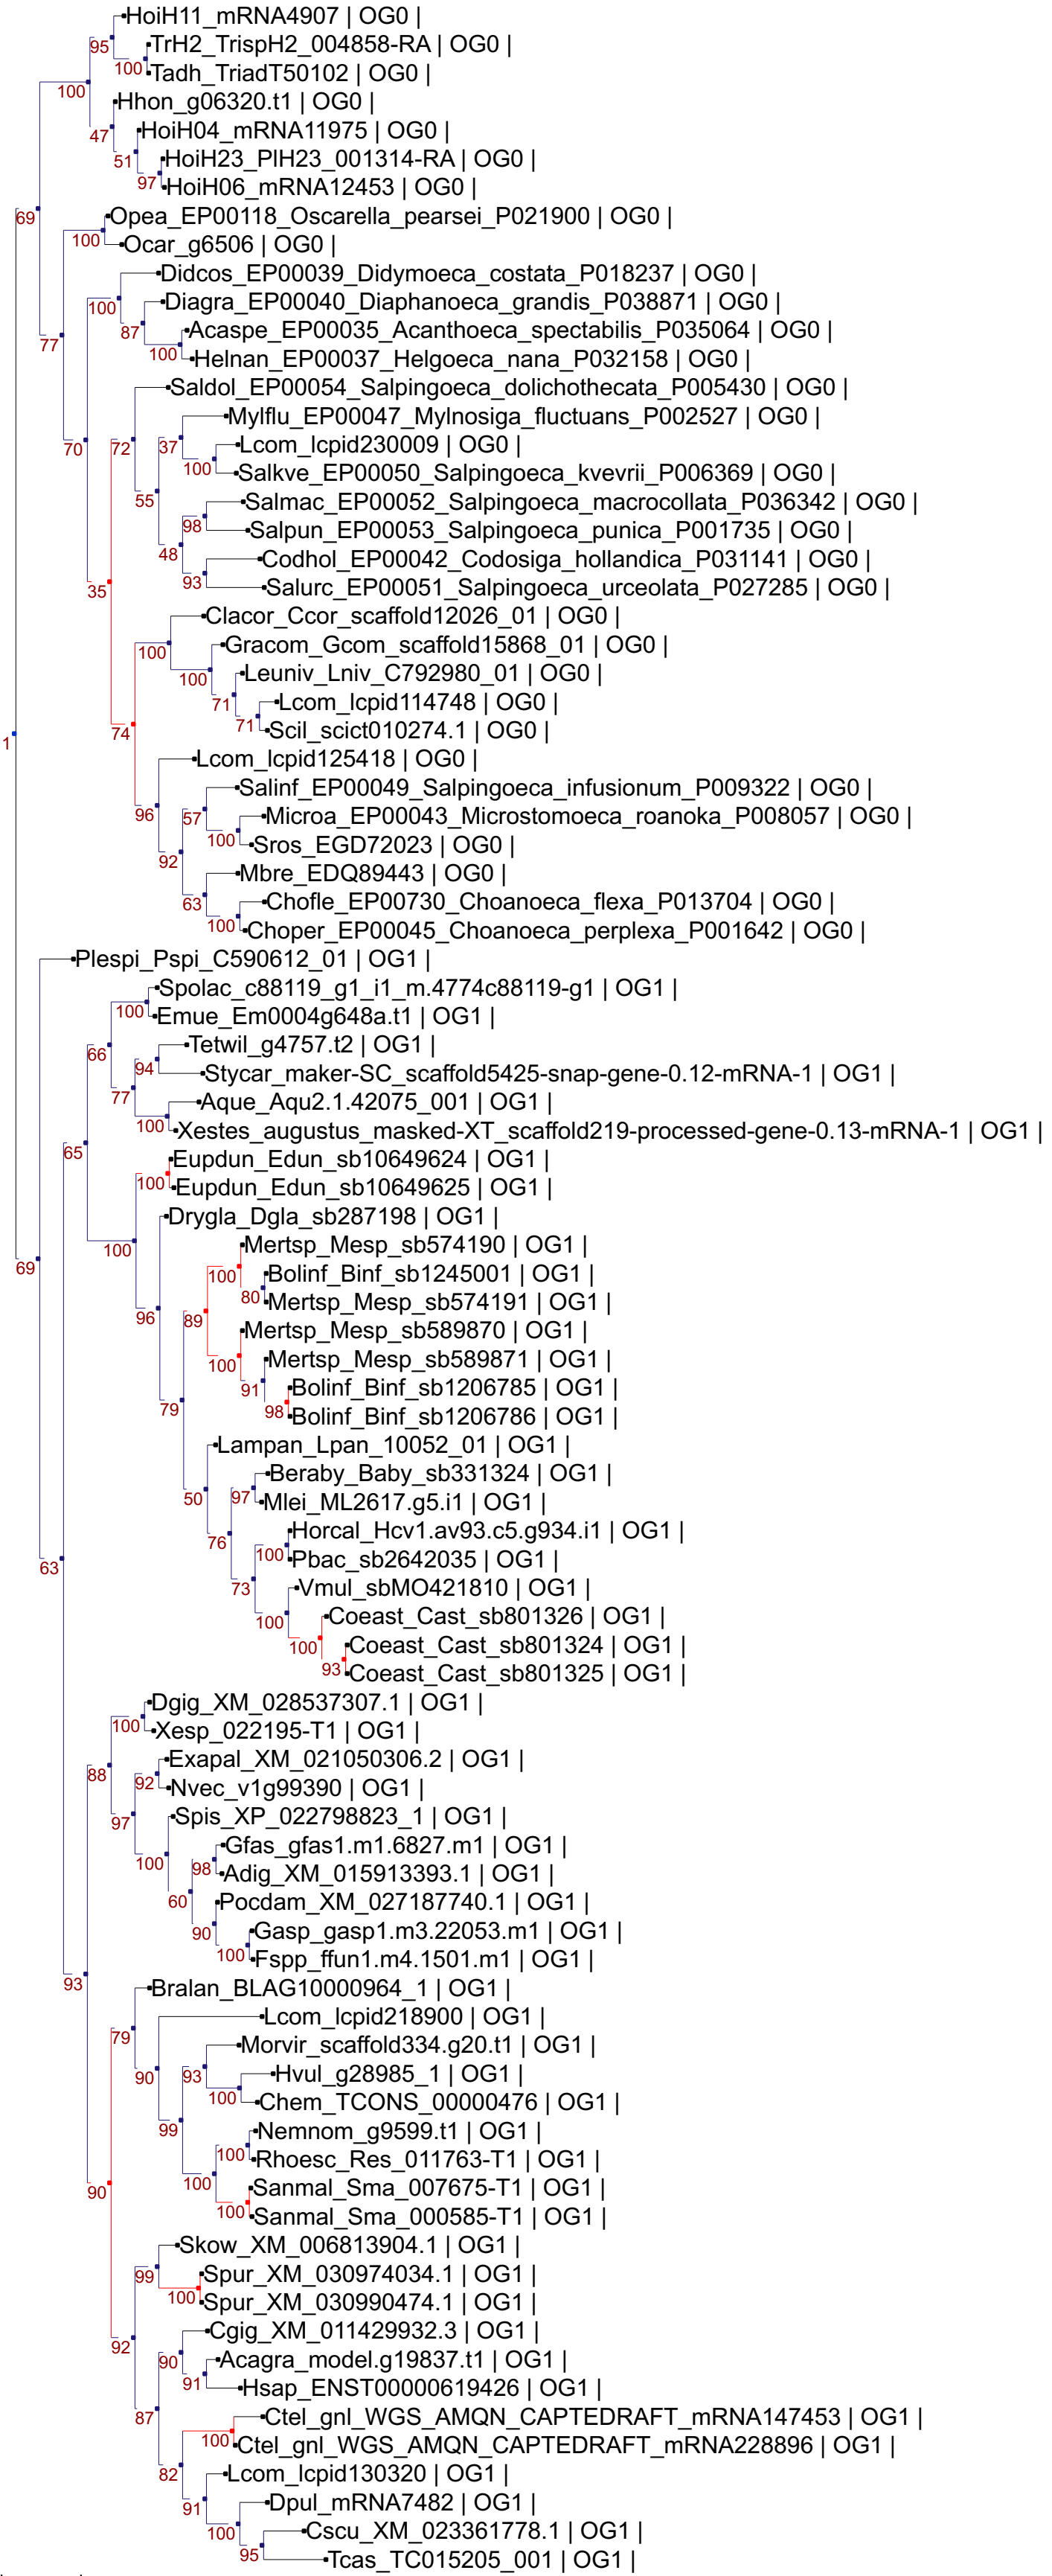 HoiH11_mRNA4907 | OG0 |
95
TrH2_TrispH2_004858-RA | OG0 |
100
Tadh_TriadT50102 | OG0 |
100
Hhon_g06320.t1 | OG0 |
47
HoiH04_mRNA11975 | OG0 |
51
HoiH23_PlH23_001314-RA | OG0 |
97
HoiH06_mRNA12453 | OG0 |
69
Opea_EP00118_Oscarella_pearsei_P021900 | OG0 |
100
Ocar_g6506 | OG0 |
Didcos_EP00039_Didymoeca_costata_P018237 | OG0 |
100
Diagra_EP00040_Diaphanoeca_grandis_P038871 | OG0 |
87
Acaspe_EP00035_Acanthoeca_spectabilis_P035064 | OG0 |
77
100
Helnan_EP00037_Helgoeca_nana_P032158 | OG0 |
Saldol_EP00054_Salpingoeca_dolichothecata_P005430 | OG0 |
Mylflu_EP00047_Mylnosiga_fluctuans_P002527 | OG0 |
70
72
37
Lcom_lcpid230009 | OG0 |
100
Salkve_EP00050_Salpingoeca_kvevrii_P006369 | OG0 |
55
Salmac_EP00052_Salpingoeca_macrocollata_P036342 | OG0 |
98
Salpun_EP00053_Salpingoeca_punica_P001735 | OG0 |
48
Codhol_EP00042_Codosiga_hollandica_P031141 | OG0 |
93
Salurc_EP00051_Salpingoeca_urceolata_P027285 | OG0 |
35
Clacor_Ccor_scaffold12026_01 | OG0 |
100
Gracom_Gcom_scaffold15868_01 | OG0 |
100
Leuniv_Lniv_C792980_01 | OG0 |
71
Lcom_lcpid114748 | OG0 |
71
Scil_scict010274.1 | OG0 |
74
1
Lcom_lcpid125418 | OG0 |
Salinf_EP00049_Salpingoeca_infusionum_P009322 | OG0 |
96
57
Microa_EP00043_Microstomoeca_roanoka_P008057 | OG0 |
100
Sros_EGD72023 | OG0 |
92
Mbre_EDQ89443 | OG0 |
63
Chofle_EP00730_Choanoeca_flexa_P013704 | OG0 |
100
Choper_EP00045_Choanoeca_perplexa_P001642 | OG0 |
Plespi_Pspi_C590612_01 | OG1 |
Spolac_c88119_g1_i1_m.4774c88119-g1 | OG1 |
100
Emue_Em0004g648a.t1 | OG1 |
66
Tetwil_g4757.t2 | OG1 |
94
Stycar_maker-SC_scaffold5425-snap-gene-0.12-mRNA-1 | OG1 |
77
Aque_Aqu2.1.42075_001 | OG1 |
100
Xestes_augustus_masked-XT_scaffold219-processed-gene-0.13-mRNA-1 | OG1 |
65
Eupdun_Edun_sb10649624 | OG1 |
100
Eupdun_Edun_sb10649625 | OG1 |
Drygla_Dgla_sb287198 | OG1 |
100
Mertsp_Mesp_sb574190 | OG1 |
69
100
Bolinf_Binf_sb1245001 | OG1 |
80
Mertsp_Mesp_sb574191 | OG1 |
96
89
Mertsp_Mesp_sb589870 | OG1 |
100
Mertsp_Mesp_sb589871 | OG1 |
91
Bolinf_Binf_sb1206785 | OG1 |
79
98
Bolinf_Binf_sb1206786 | OG1 |
Lampan_Lpan_10052_01 | OG1 |
Beraby_Baby_sb331324 | OG1 |
50
97
Mlei_ML2617.g5.i1 | OG1 |
76
Horcal_Hcv1.av93.c5.g934.i1 | OG1 |
100
Pbac_sb2642035 | OG1 |
63
73
Vmul_sbMO421810 | OG1 |
100
Coeast_Cast_sb801326 | OG1 |
100
Coeast_Cast_sb801324 | OG1 |
93
Coeast_Cast_sb801325 | OG1 |
Dgig_XM_028537307.1 | OG1 |
100
Xesp_022195-T1 | OG1 |
Exapal_XM_021050306.2 | OG1 |
88
92
Nvec_v1g99390 | OG1 |
97
Spis_XP_022798823_1 | OG1 |
100
Gfas_gfas1.m1.6827.m1 | OG1 |
98
Adig_XM_015913393.1 | OG1 |
60
Pocdam_XM_027187740.1 | OG1 |
90
Gasp_gasp1.m3.22053.m1 | OG1 |
100
Fspp_ffun1.m4.1501.m1 | OG1 |
93
Bralan_BLAG10000964_1 | OG1 |
Lcom_lcpid218900 | OG1 |
79
Morvir_scaffold334.g20.t1 | OG1 |
90
93
Hvul_g28985_1 | OG1 |
100
Chem_TCONS_00000476 | OG1 |
99
Nemnom_g9599.t1 | OG1 |
100
Rhoesc_Res_011763-T1 | OG1 |
100
Sanmal_Sma_007675-T1 | OG1 |
90
100
Sanmal_Sma_000585-T1 | OG1 |
Skow_XM_006813904.1 | OG1 |
99
Spur_XM_030974034.1 | OG1 |
100
Spur_XM_030990474.1 | OG1 |
Cgig_XM_011429932.3 | OG1 |
92
90
Acagra_model.g19837.t1 | OG1 |
91
Hsap_ENST00000619426 | OG1 |
87
Ctel_gnl_WGS_AMQN_CAPTEDRAFT_mRNA147453 | OG1 |
100
Ctel_gnl_WGS_AMQN_CAPTEDRAFT_mRNA228896 | OG1 |
82
Lcom_lcpid130320 | OG1 |
91
Dpul_mRNA7482 | OG1 |
100
Cscu_XM_023361778.1 | OG1 |
95
Tcas_TC015205_001 | OG1 |